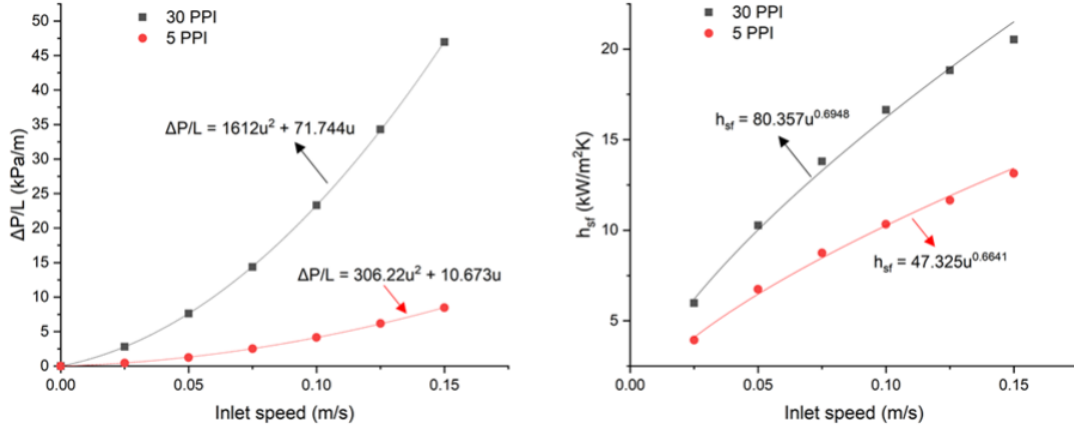 30 PPI
5 PPI
ΔP/L = 1612u² + 71.744u
ΔP/L = 306.22u² + 10.673u
ΔP/L (kPa/m)
50
45
40
35
30
25
20
15
10
5
0
0.00 0.05 0.10 0.15
Inlet speed (m/s)
30 PPI
5 PPI
h_sf = 80.357u^0.6948
h_sf = 47.325u^0.6641
h_sf (kW/m²K)
20
15
10
5
0.00 0.05 0.10 0.15
Inlet speed (m/s)